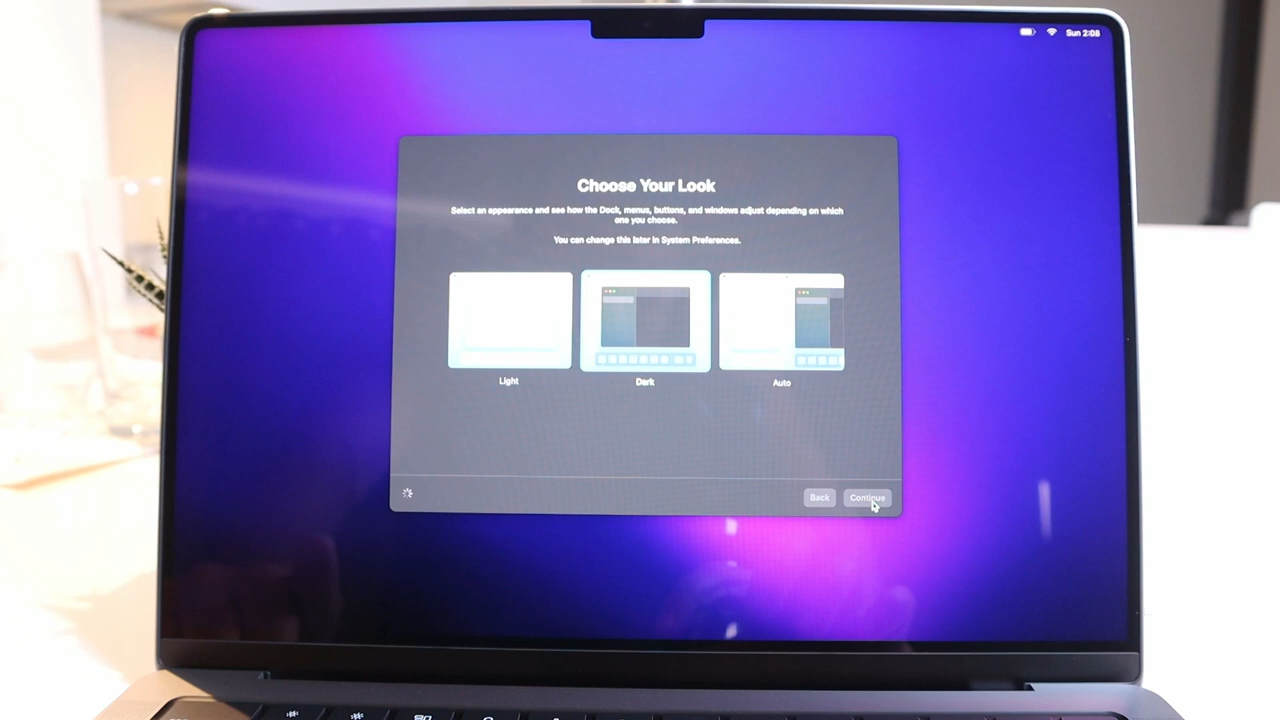 Sun 2:08
Choose Your Look
Select an appearance and see how the Dock, menus, buttons, and windows adjust depending on which
one you choose.
You can change this later in System Preferences.
Light
Dark
Auto
Back
Continue